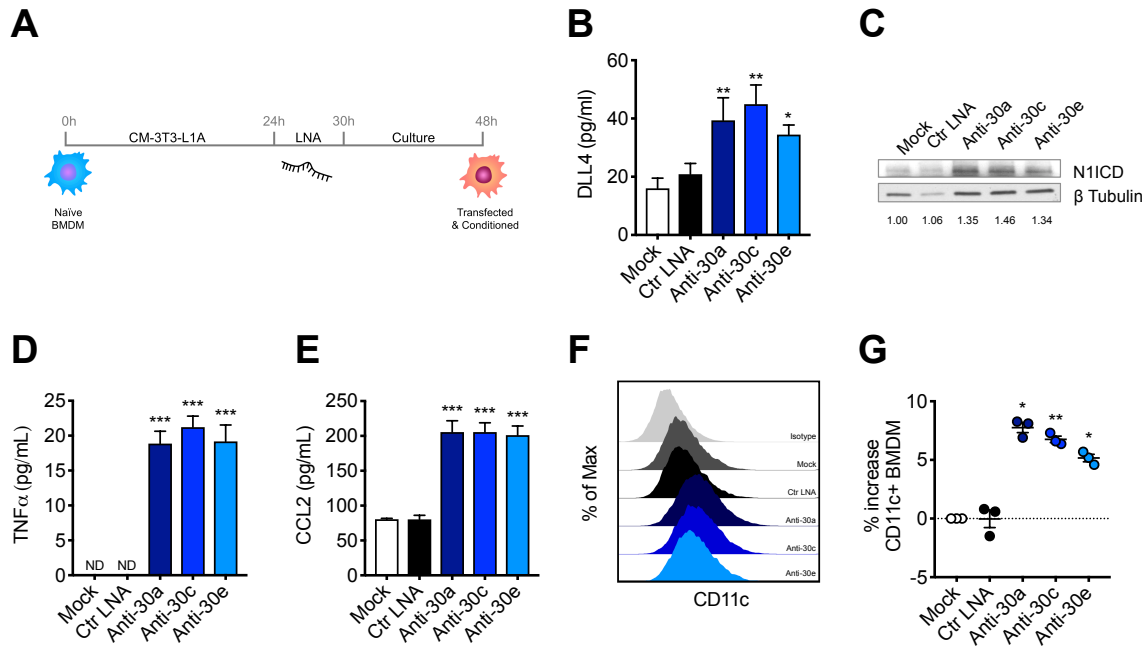 A
0h
24h
30h
48h
CM-3T3-L1A
LNA
Culture
Naïve
BMDM
Transfected
& Conditioned
B
DLL4 (pg/ml)
60
40
20
0
**
**
*
Mock
Ctr LNA
Anti-30a
Anti-30c
Anti-30e
C
Mock
Ctr LNA
Anti-30a
Anti-30c
Anti-30e
N1ICD
β Tubulin
1.00 1.06 1.35 1.46 1.34
D
TNFα (pg/mL)
25
20
15
10
5
0
ND
ND
***
***
***
Mock
Ctr LNA
Anti-30a
Anti-30c
Anti-30e
E
CCL2 (pg/mL)
250
200
150
100
50
0
***
***
***
Mock
Ctr LNA
Anti-30a
Anti-30c
Anti-30e
F
% of Max
Isotype
Mock
Ctr LNA
Anti-30a
Anti-30c
Anti-30e
CD11c
G
% increase
CD11c+ BMDM
10
5
0
-5
*
**
*
Mock
Ctr LNA
Anti-30a
Anti-30c
Anti-30e